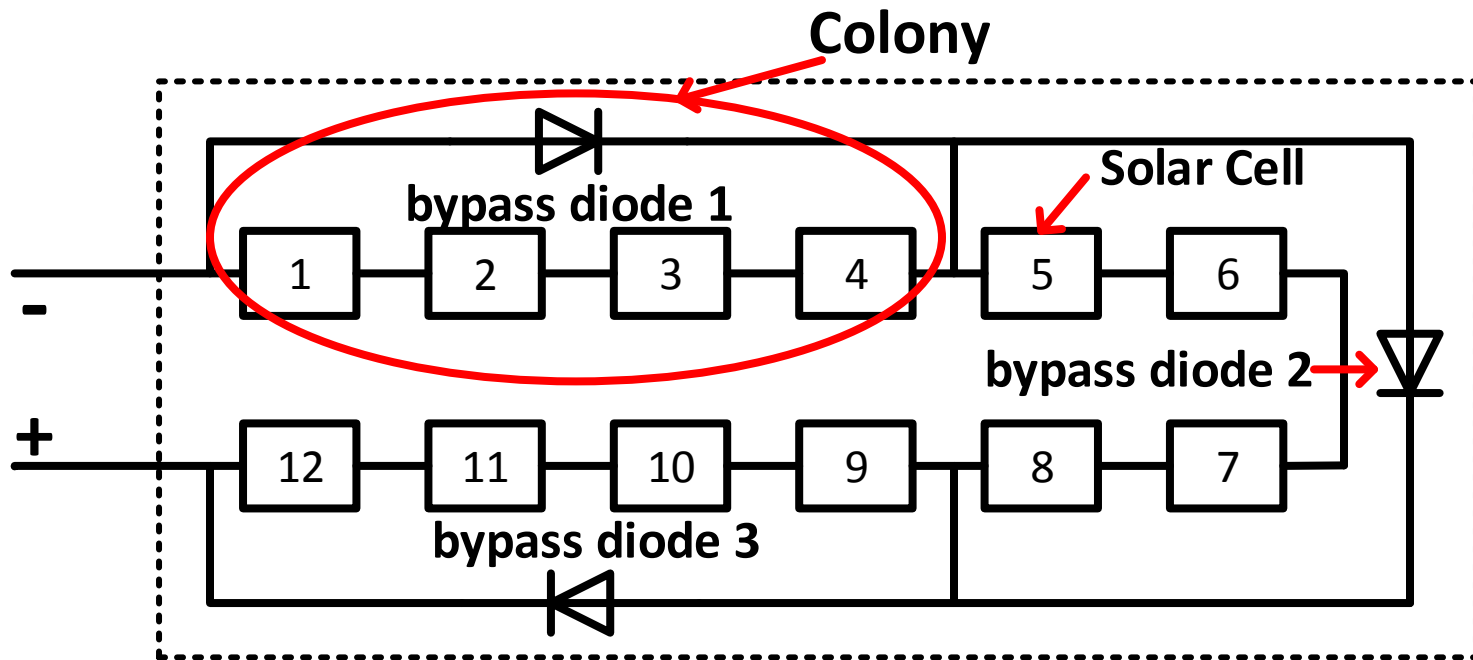 Colony
Solar Cell
bypass diode 1
1 2 3 4 5 6
-
bypass diode 2
+
12 11 10 9 8 7
bypass diode 3